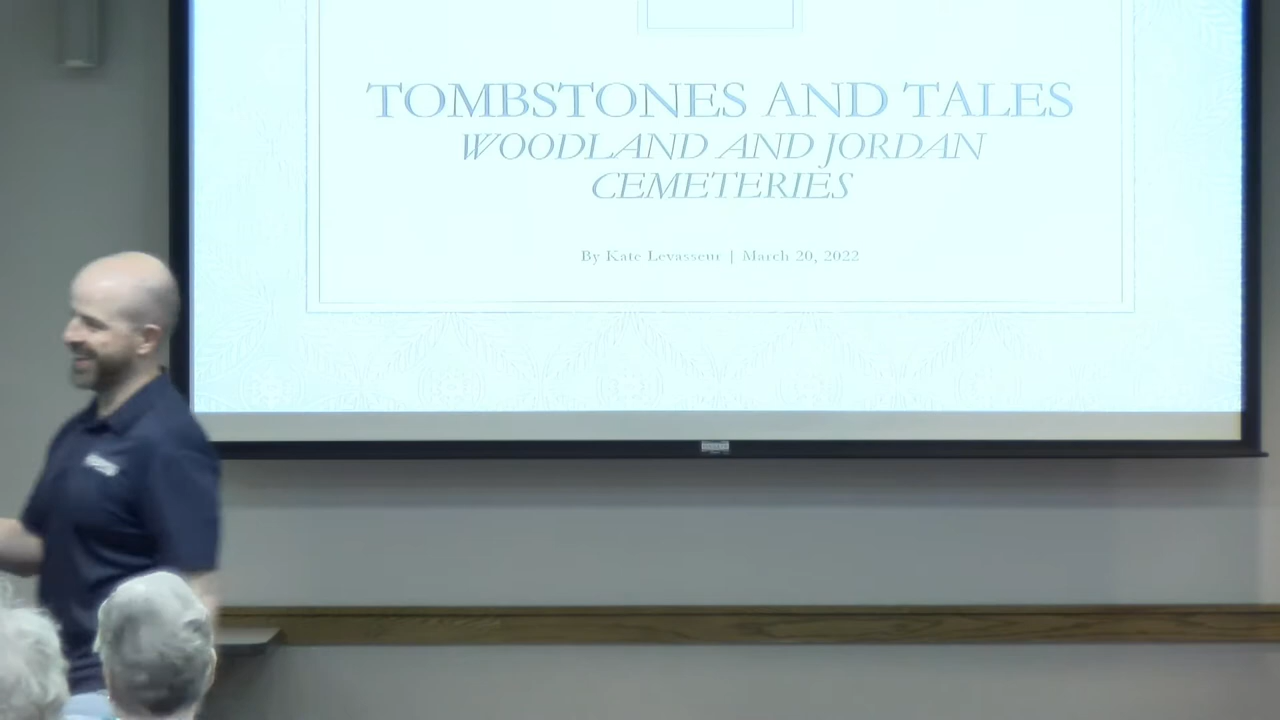 TOMBSTONES AND TALES
WOODLAND AND JORDAN
CEMETERIES
By Kate Levasseur | March 20, 2022